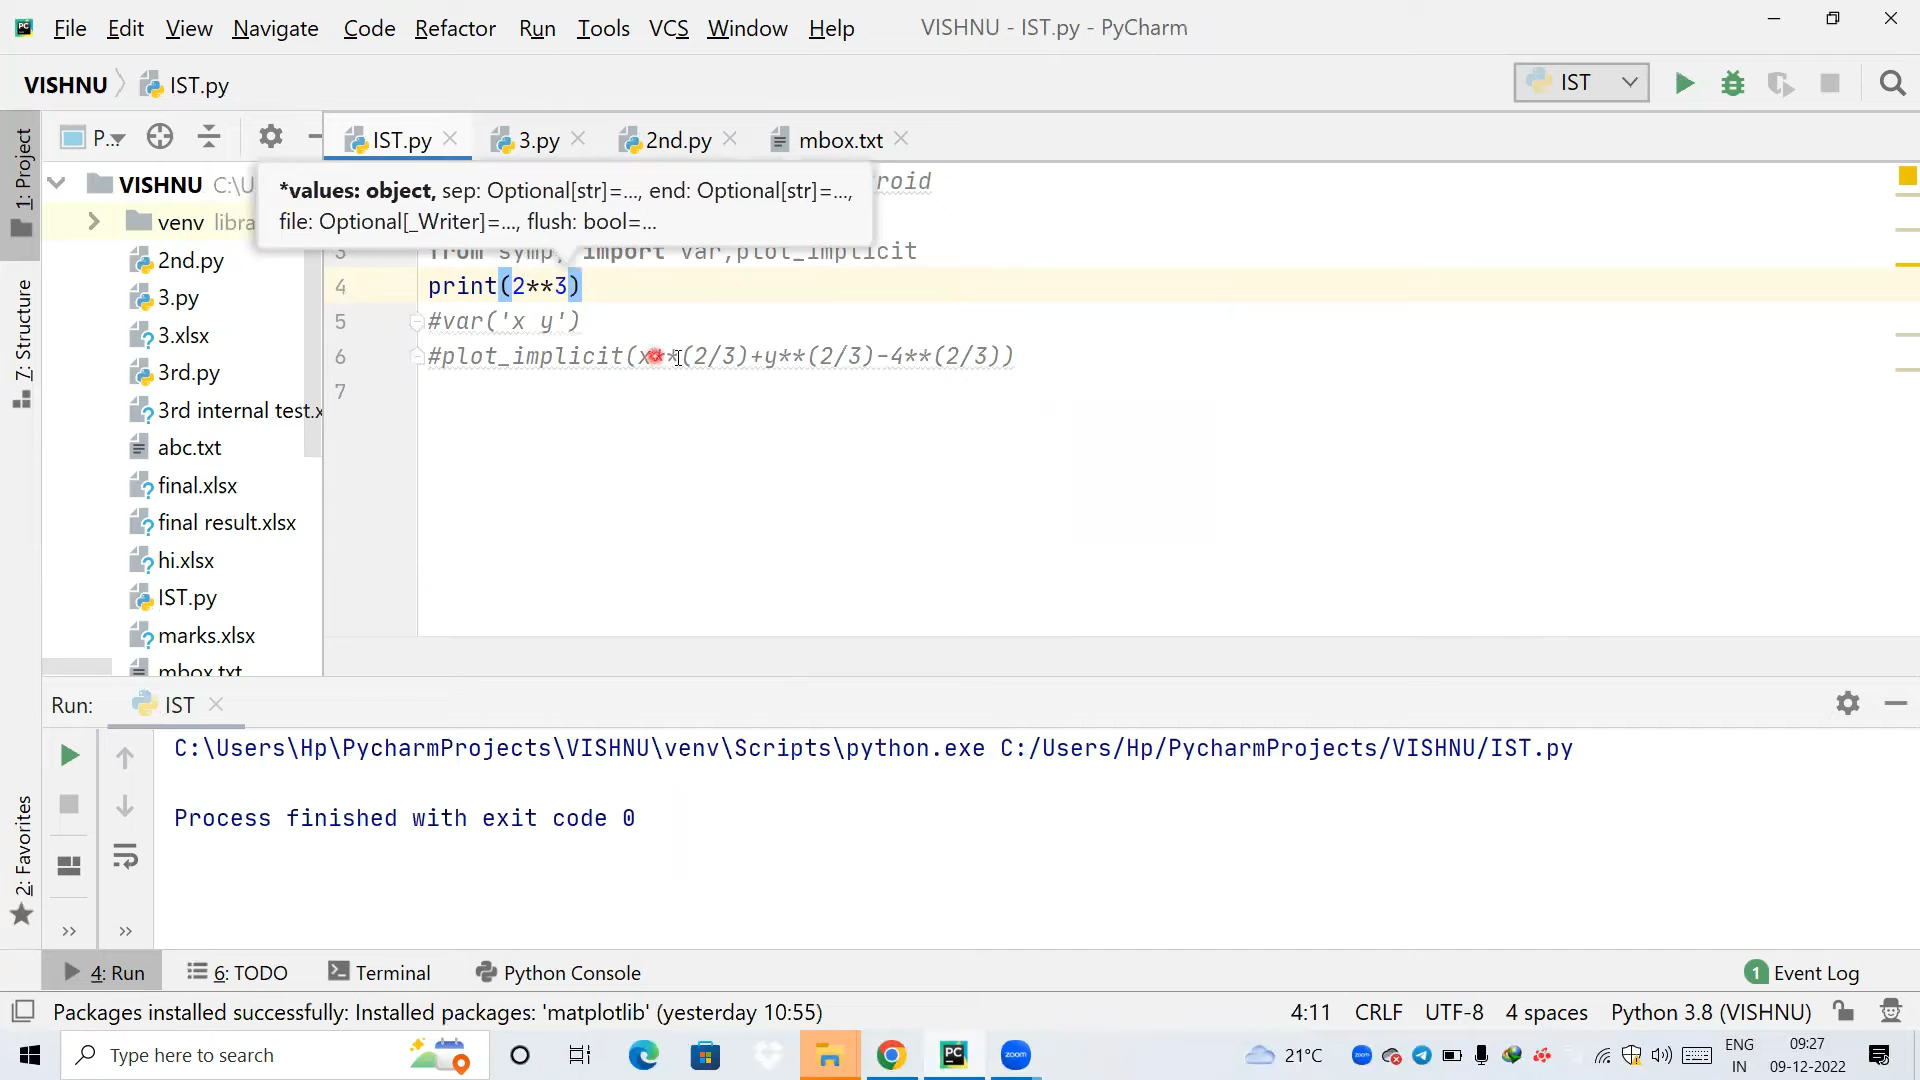 File Edit View Navigate Code Refactor Run Tools VCS Window Help VISHNU - IST.py - PyCharm
VISHNU IST.py IST
1: Project P... IST.py 3.py 2nd.py mbox.txt
VISHNU C:\U
*values: object, sep: Optional[str]=..., end: Optional[str]=...,
file: Optional[_Writer]=..., flush: bool=...
roid
venv libra
2nd.py
3.py
3.xlsx
3rd.py
3rd internal test.x
abc.txt
final.xlsx
final result.xlsx
hi.xlsx
IST.py
marks.xlsx
mbox.txt
7: Structure
3 from symp import var,plot_implicit
4 print(2**3)
5 #var('x y')
6 #plot_implicit(x**(2/3)+y**(2/3)-4**(2/3))
7
Run: IST
C:\Users\Hp\PycharmProjects\VISHNU\venv\Scripts\python.exe C:/Users/Hp/PycharmProjects/VISHNU/IST.py
Process finished with exit code 0
2: Favorites
4: Run 6: TODO Terminal Python Console 1 Event Log
Packages installed successfully: Installed packages: 'matplotlib' (yesterday 10:55) 4:11 CRLF UTF-8 4 spaces Python 3.8 (VISHNU)
Type here to search PC zoom zoom 21°C ENG IN 09:27 09-12-2022